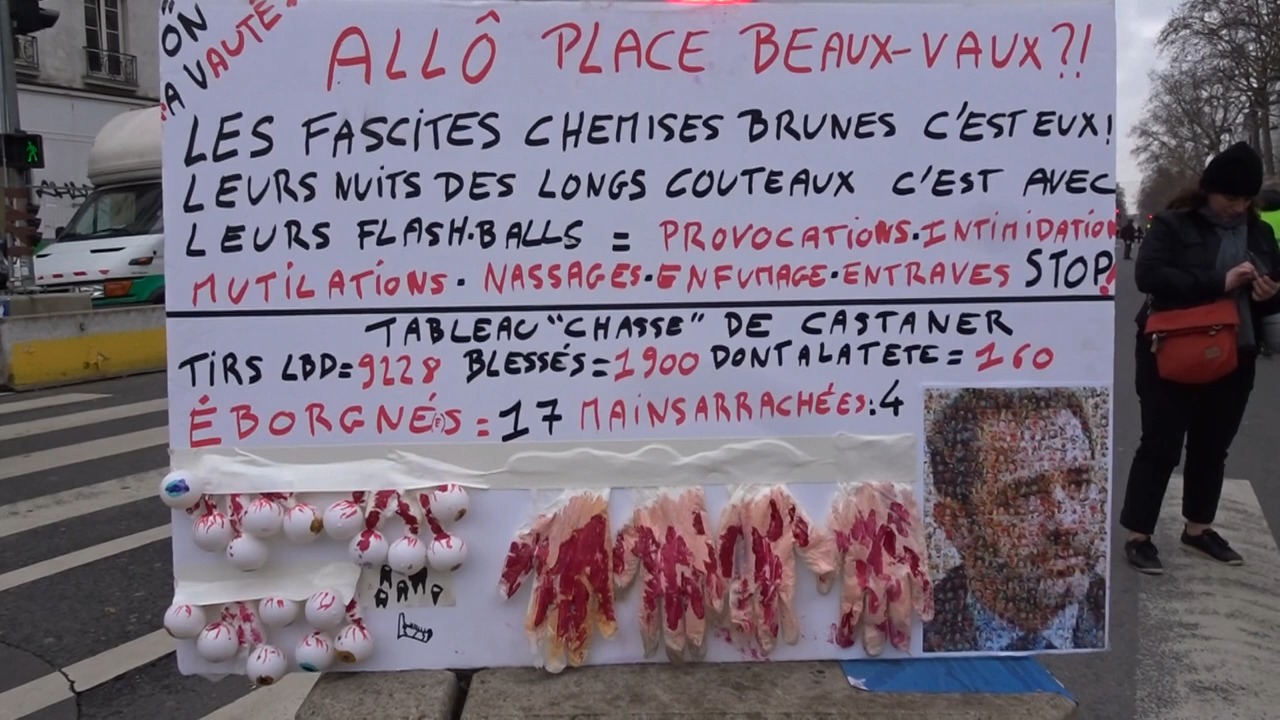 "ON
A VAUTÉ!
ALLÔ PLACE BEAUX-VAUX?!
LES FASCITES CHEMISES BRUNES C'EST EUX!
LEURS NUITS DES LONGS COUTEAUX C'EST AVEC
LEURS FLASH-BALLS = PROVOCATIONS.INTIMIDATION
MUTILATIONS. NASSAGES.ENFUMAGE.ENTRAVES STOP!
TABLEAU "CHASSE" DE CASTANER
TIRS LBD=9228 BLESSÉS=1900 DONT A LA TETE=160
ÉBORGNÉ(E)S=17 MAINS ARRACHÉES:4